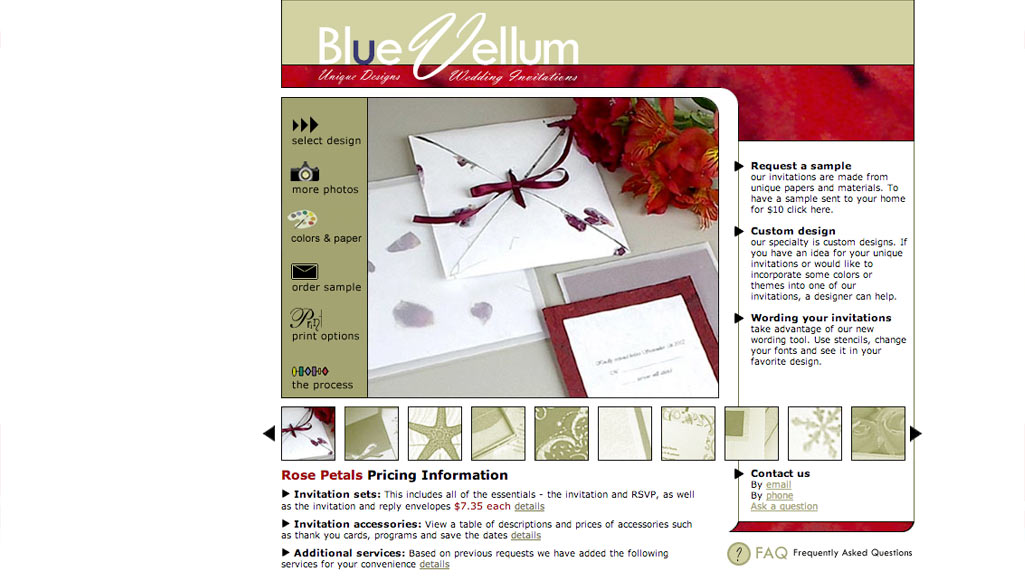 Blue Vellum
Unique Designs Wedding Invitations
select design
more photos
colors & paper
order sample
Print
print options
the process
Request a sample
our invitations are made from
unique papers and materials. To
have a sample sent to your home
for $10 click here.
Custom design
our specialty is custom designs. If
you have an idea for your unique
invitations or would like to
incorporate some colors or
themes into one of our
invitations, a designer can help.
Wording your invitations
take advantage of our new
wording tool. Use stencils, change
your fonts and see it in your
favorite design.
Rose Petals Pricing Information
Invitation sets: This includes all of the essentials - the invitation and RSVP, as well
as the invitation and reply envelopes $7.35 each details
Invitation accessories: View a table of descriptions and prices of accessories such
as thank you cards, programs and save the dates details
Additional services: Based on previous requests we have added the following
services for your convenience details
Contact us
By email
By phone
Ask a question
? FAQ Frequently Asked Questions